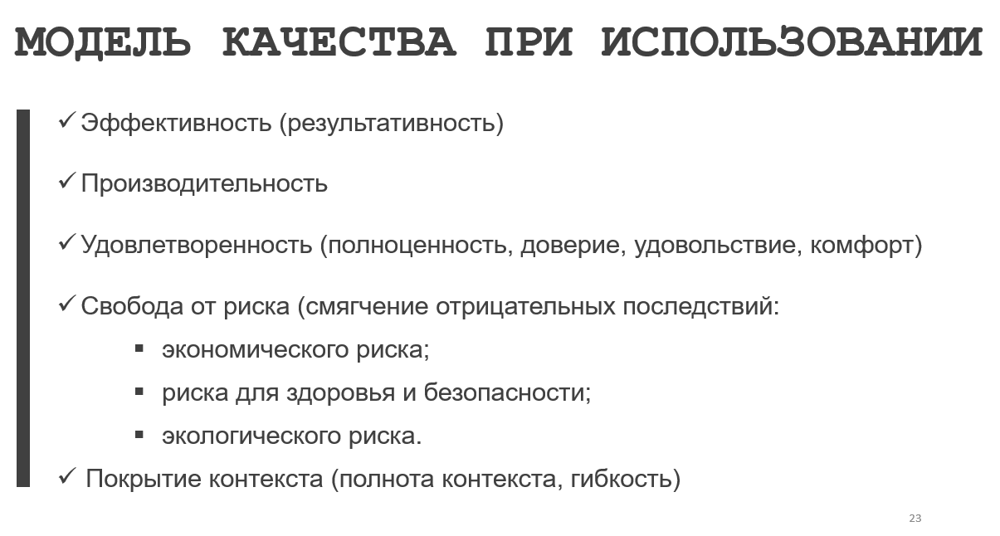 МОДЕЛЬ КАЧЕСТВА ПРИ ИСПОЛЬЗОВАНИИ
✓Эффективность (результативность)
✓Производительность
✓Удовлетворенность (полноценность, доверие, удовольствие, комфорт)
✓Свобода от риска (смягчение отрицательных последствий:
▪ экономического риска;
▪ риска для здоровья и безопасности;
▪ экологического риска.
✓ Покрытие контекста (полнота контекста, гибкость)
23